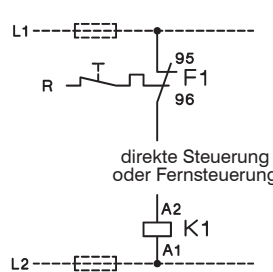 L1
95
F1
R
96
direkte Steuerung
oder Fernsteuerung
A2
K1
A1
L2